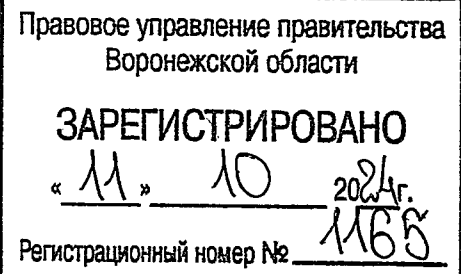 Правовое управление правительства
Воронежской области
ЗАРЕГИСТРИРОВАНО
« 11 » 10 2024г.
Регистрационный номер № 1165